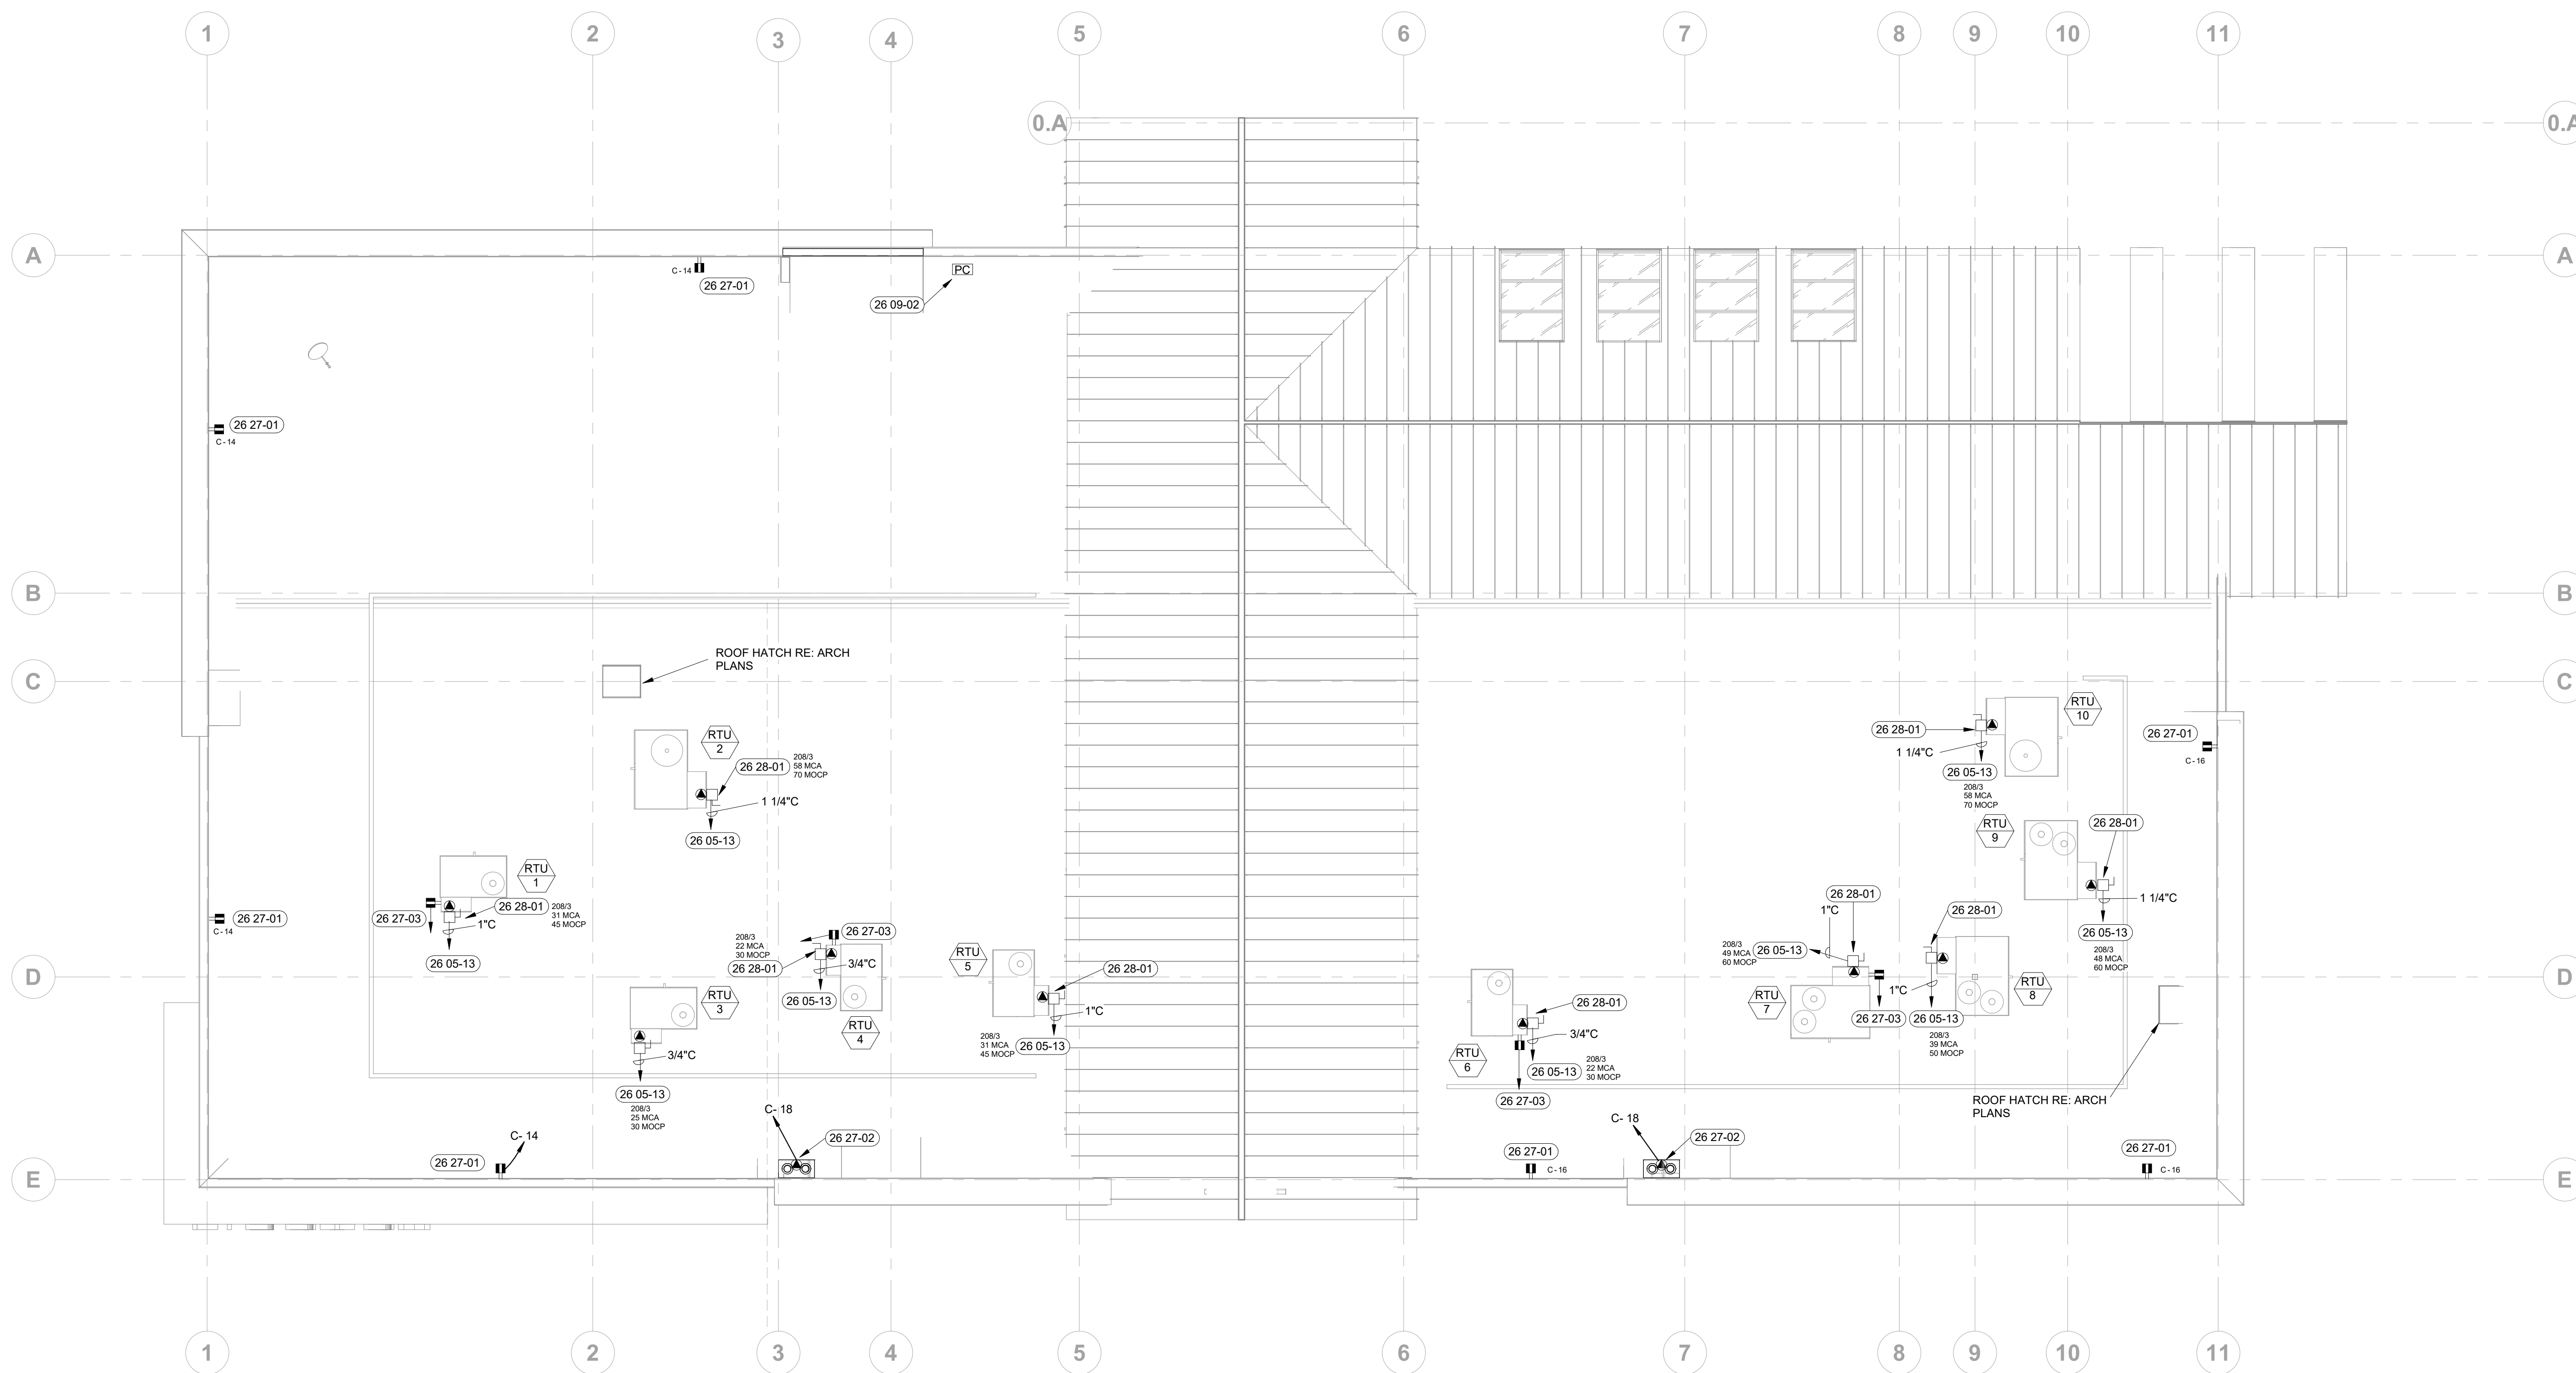 1 2 3 4 5 6 7 8 9 10 11
0.A 0.A
A A
C - 14
26 27-01
PC
26 09-02
26 27-01
C - 14
B B
ROOF HATCH RE: ARCH
PLANS
C C
RTU
2
26 28-01
208/3
58 MCA
70 MOCP
1 1/4"C
26 05-13
RTU
1
26 28-01
208/3
31 MCA
45 MOCP
26 27-03
1"C
26 05-13
26 27-01
C - 14
208/3
22 MCA
30 MOCP
26 27-03
26 28-01
3/4"C
26 05-13
RTU
4
RTU
3
3/4"C
26 05-13
208/3
25 MCA
30 MOCP
RTU
5
26 28-01
1"C
208/3
31 MCA
45 MOCP
26 05-13
RTU
10
26 28-01
1 1/4"C
26 05-13
208/3
58 MCA
70 MOCP
26 27-01
C - 16
RTU
9
26 28-01
1 1/4"C
26 05-13
208/3
48 MCA
60 MOCP
26 28-01
1"C
208/3
49 MCA
60 MOCP
26 05-13
RTU
7
26 27-03
26 28-01
1"C
26 05-13
208/3
39 MCA
50 MOCP
RTU
8
D D
26 28-01
3/4"C
RTU
6
26 05-13
208/3
22 MCA
30 MOCP
26 27-03
ROOF HATCH RE: ARCH
PLANS
C- 14
26 27-01
C- 18
26 27-02
26 27-01
C - 16
C- 18
26 27-02
26 27-01
C - 16
E E
1 2 3 4 5 6 7 8 9 10 11